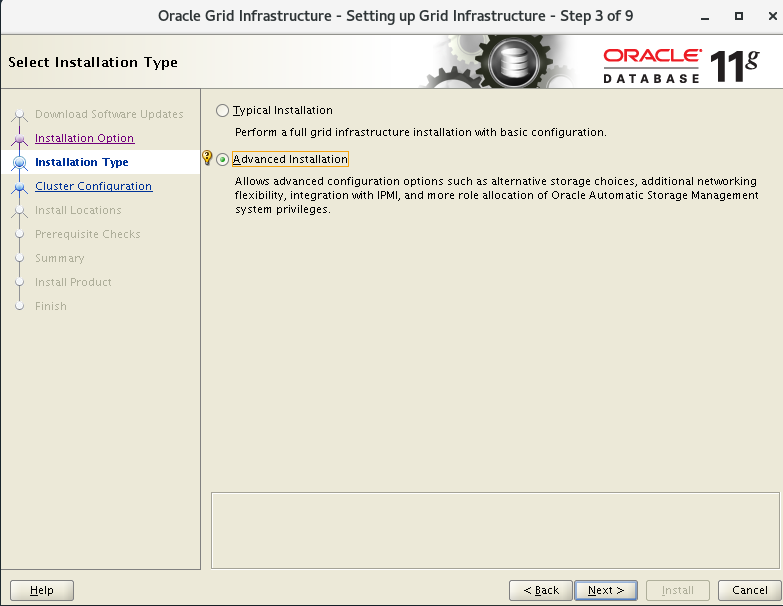 Oracle Grid Infrastructure - Setting up Grid Infrastructure - Step 3 of 9
Select Installation Type
ORACLE
DATABASE
11g
Download Software Updates
Installation Option
Installation Type
Cluster Configuration
Install Locations
Prerequisite Checks
Summary
Install Product
Finish
Typical Installation
Perform a full grid infrastructure installation with basic configuration.
Advanced Installation
Allows advanced configuration options such as alternative storage choices, additional networking
flexibility, integration with IPMI, and more role allocation of Oracle Automatic Storage Management
system privileges.
Help
< Back
Next >
Install
Cancel